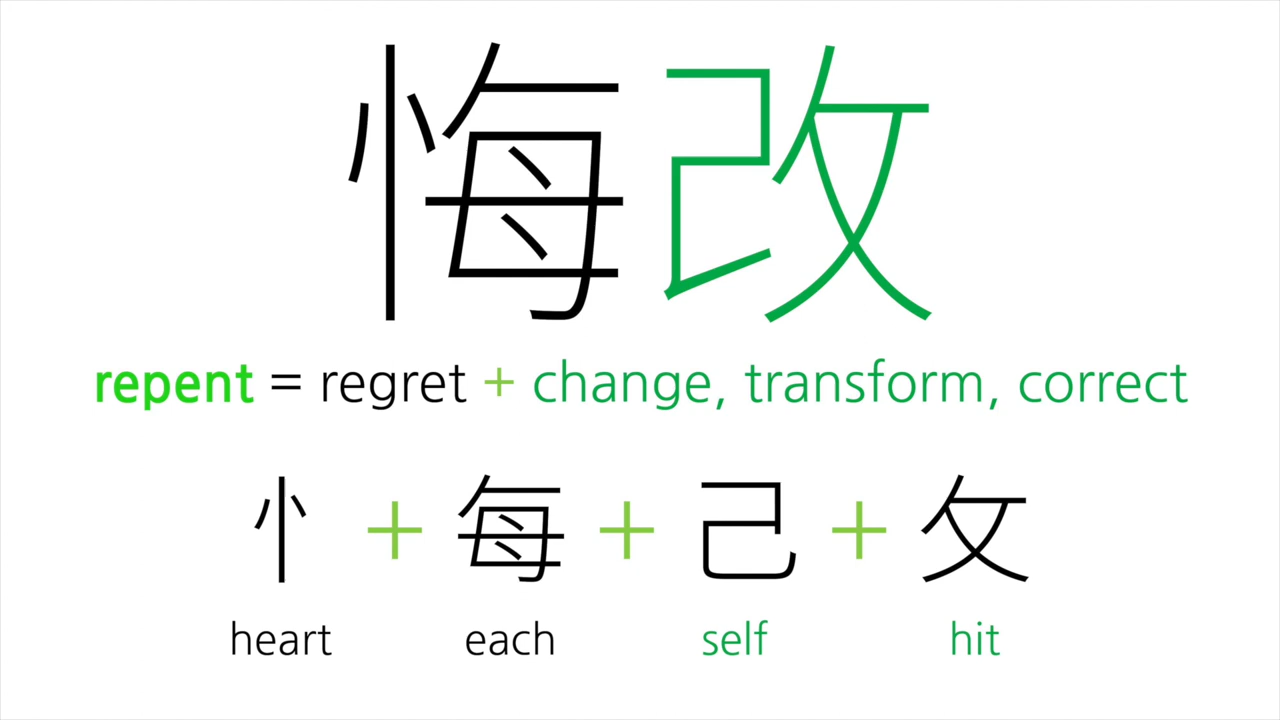 悔改
repent = regret + change, transform, correct
忄 + 每 + 己 + 攵
heart each self hit